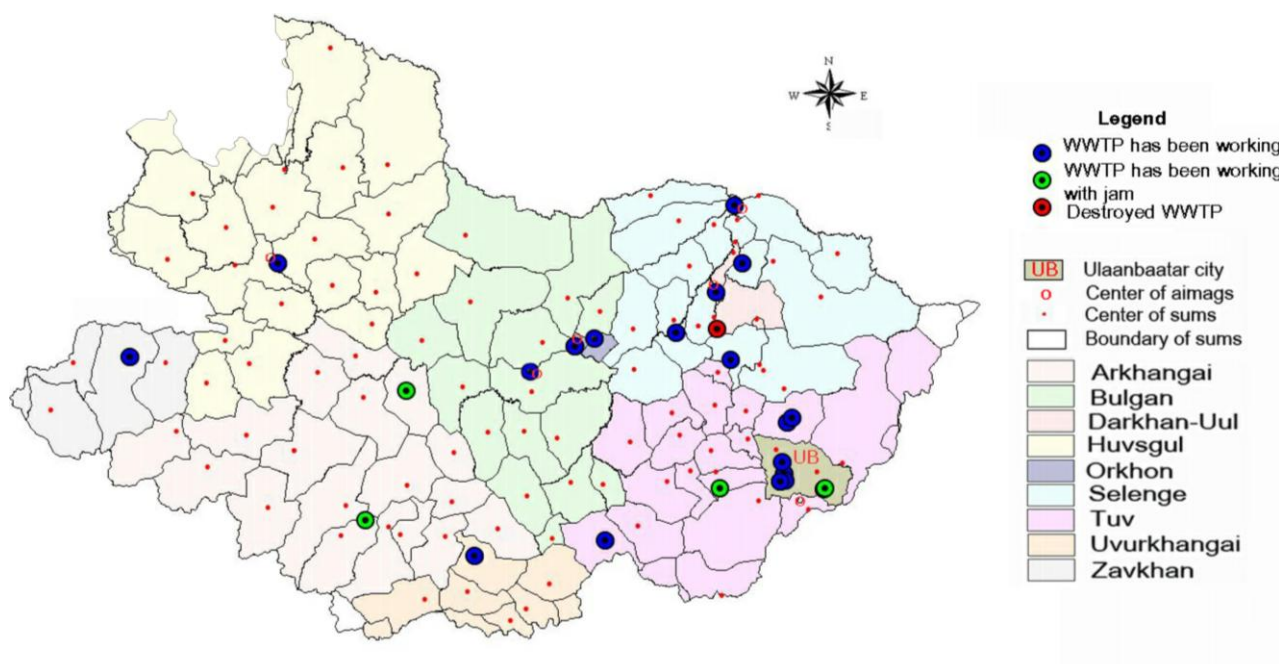 N
W E
S
UB
Legend
WWTP has been working
WWTP has been working
with jam
Destroyed WWTP
UB Ulaanbaatar city
Center of aimags
Center of sums
Boundary of sums
Arkhangai
Bulgan
Darkhan-Uul
Huvsgul
Orkhon
Selenge
Tuv
Uvurkhangai
Zavkhan